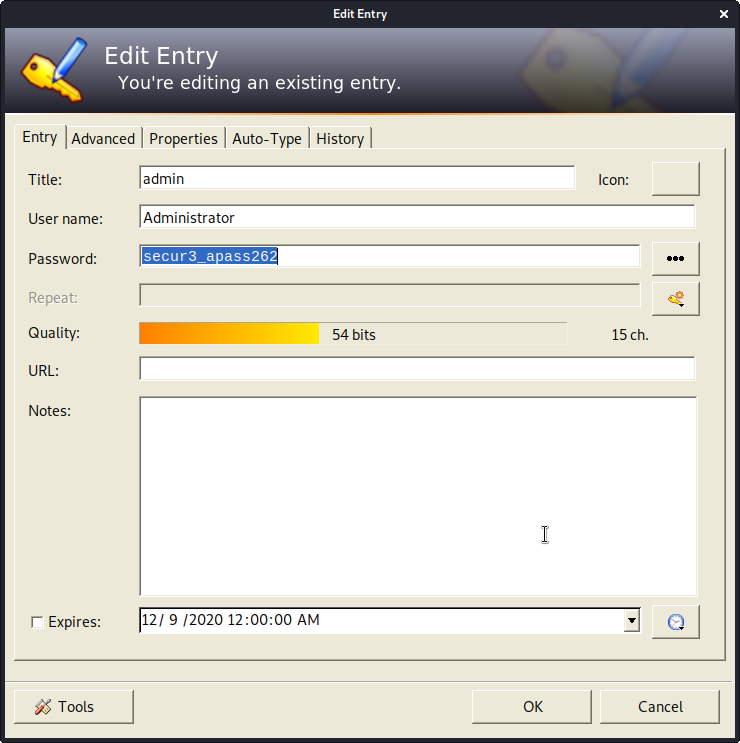 Edit Entry
Edit Entry
You're editing an existing entry.
Entry Advanced Properties Auto-Type History
Title: admin Icon:
User name: Administrator
Password: secur3_apass262
Repeat:
Quality: 54 bits 15 ch.
URL:
Notes:
Expires: 12/ 9 /2020 12:00:00 AM
Tools OK Cancel